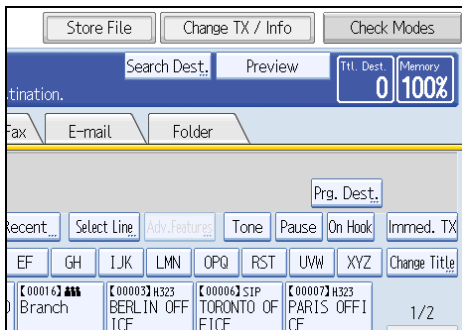 Store File Change TX / Info Check Modes
Search Dest. Preview Ttl. Dest. Memory
tination. 0 100%
Fax E-mail Folder
Prg. Dest.
Recent Select Line Adv.Features Tone Pause On Hook Immed. TX
EF GH IJK LMN OPQ RST UVW XYZ Change Title
[00016] [00003] H323 [00006] SIP [00007] H323
Branch BERLIN OFF TORONTO OF PARIS OFFI 1/2
ICE FICE CE